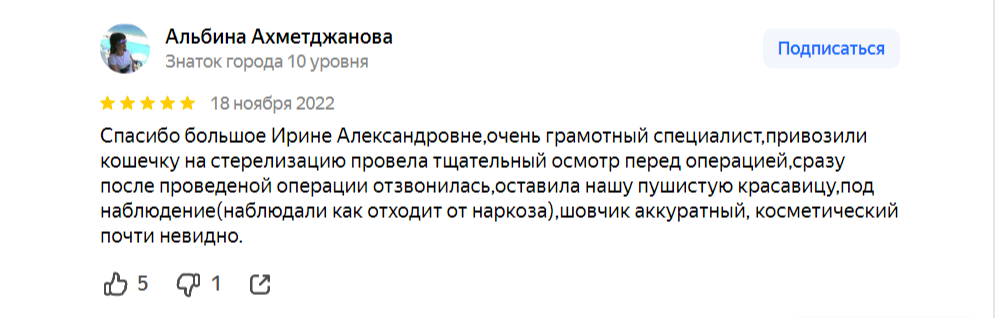 Альбина Ахметджанова
Подписаться
Знаток города 10 уровня
18 ноября 2022
Спасибо большое Ирине Александровне,очень грамотный специалист,привозили
кошечку на стерелизацию провела тщательный осмотр перед операцией,сразу
после проведеной операции отзвонилась,оставила нашу пушистую красавицу,под
наблюдение(наблюдали как отходит от наркоза),шовчик аккуратный, косметический
почти невидно.
5 1